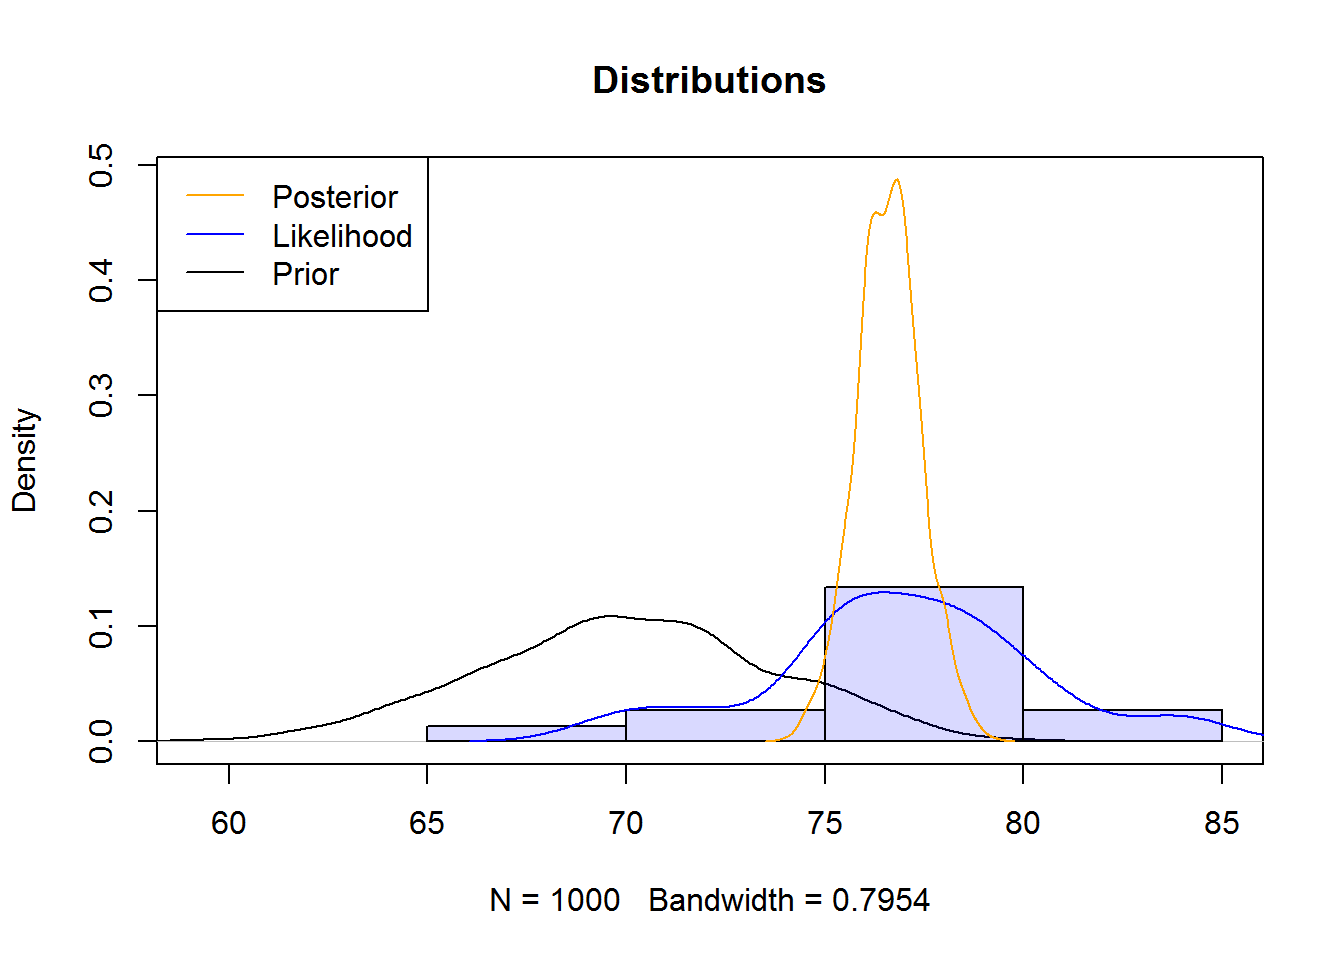 Distributions
Posterior
Likelihood
Prior
Density
0.5
0.4
0.3
0.2
0.1
0.0
60 65 70 75 80 85
N = 1000 Bandwidth = 0.7954